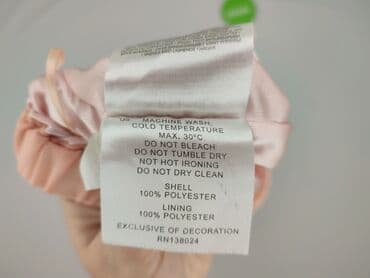 US MACHINE WASH,
COLD TEMPERATURE
MAX. 30°C
DO NOT BLEACH
DO NOT TUMBLE DRY
NOT HOT IRONING
DO NOT DRY CLEAN
SHELL
100% POLYESTER
LINING
100% POLYESTER
EXCLUSIVE OF DECORATION
RN138024